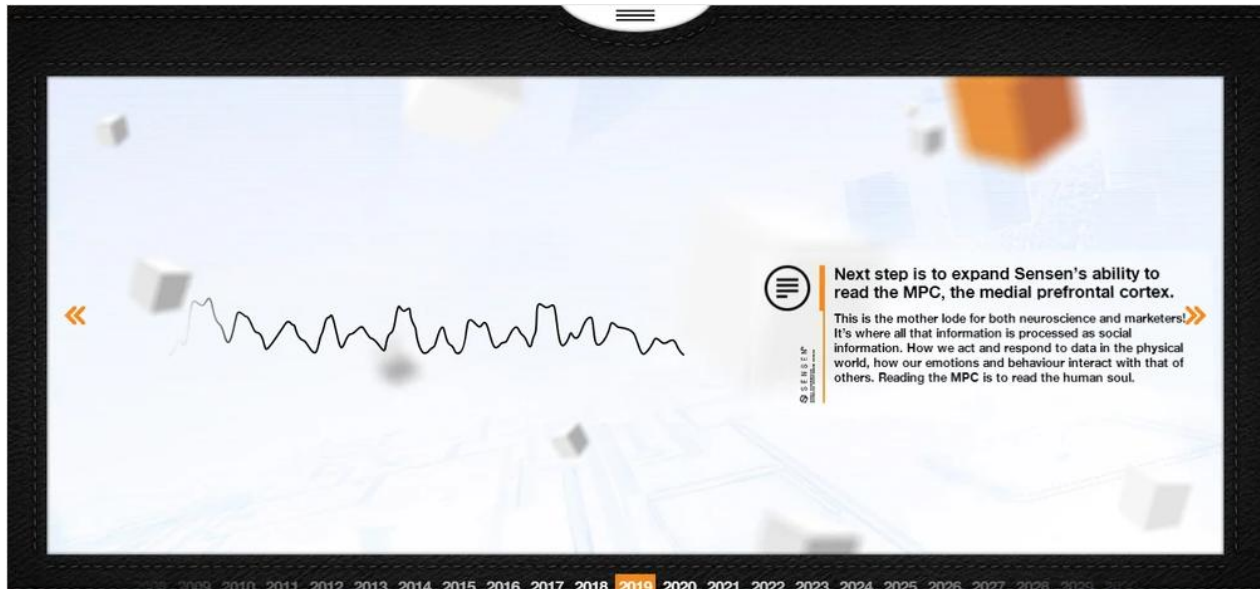 Next step is to expand Sensen's ability to
read the MPC, the medial prefrontal cortex.
This is the mother lode for both neuroscience and marketers!
It's where all that information is processed as social
information. How we act and respond to data in the physical
world, how our emotions and behaviour interact with that of
others. Reading the MPC is to read the human soul.
SENSEN
2009 2010 2011 2012 2013 2014 2015 2016 2017 2018 2019 2020 2021 2022 2023 2024 2025 2026 2027 2028 2029